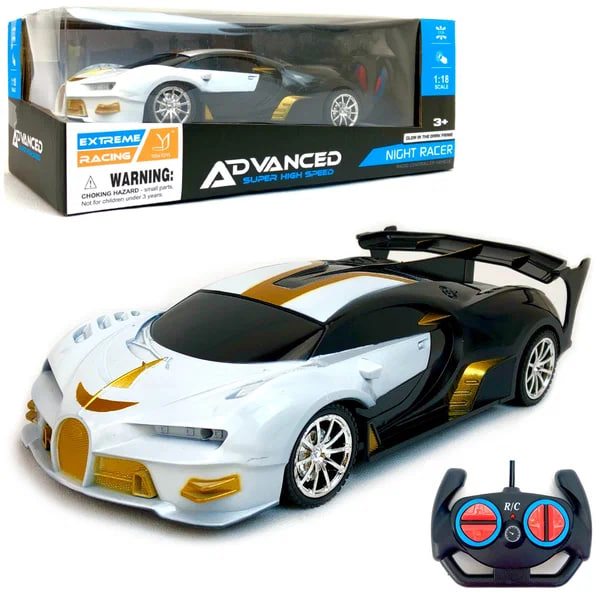 1:18
SCALE
3+
GLOW IN THE DARK TREND
NIGHT RACER
EXTREME
RACING
ADVANCED
SUPER HIGH SPEED
WARNING:
CHOKING HAZARD - small parts.
Not for children under 3 years.
R/C